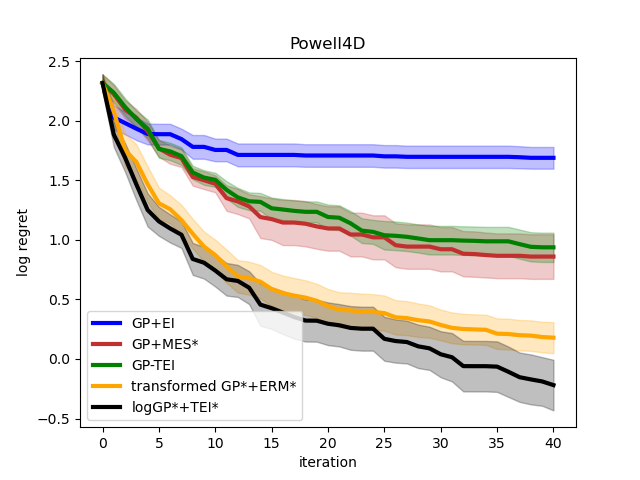 Powell4D
log regret
2.5
2.0
1.5
1.0
0.5
0.0
−0.5
GP+EI
GP+MES*
GP-TEI
transformed GP*+ERM*
logGP*+TEI*
0 5 10 15 20 25 30 35 40
iteration